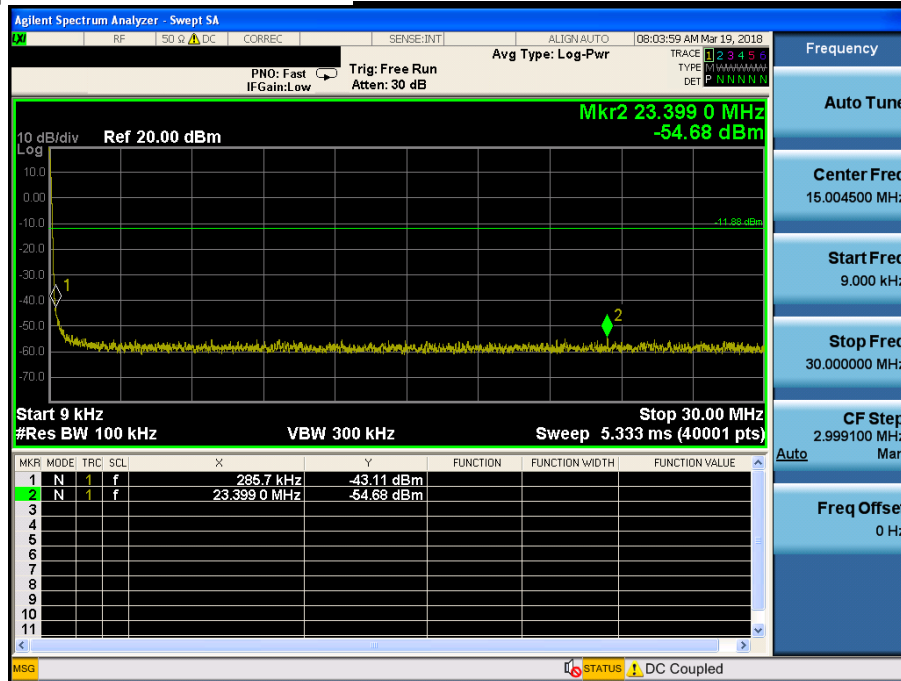 Agilent Spectrum Analyzer - Swept SA
LXI RF 50 Ω DC CORREC SENSE:INT ALIGN AUTO 08:03:59 AM Mar 19, 2018
Frequency
PNO: Fast
IFGain:Low
Trig: Free Run
Atten: 30 dB
Avg Type: Log-Pwr
TRACE 1 2 3 4 5 6
TYPE M W W W W W
DET P N N N N N
Auto Tune
Mkr2 23.399 0 MHz
-54.68 dBm
10 dB/div Ref 20.00 dBm
Log
10.0
0.00
-10.0
-20.0
-30.0
-40.0
-50.0
-60.0
-70.0
-11.88 dBm
1
2
Center Freq
15.004500 MHz
Start Freq
9.000 kHz
Stop Freq
30.000000 MHz
Start 9 kHz Stop 30.00 MHz
#Res BW 100 kHz VBW 300 kHz Sweep 5.333 ms (40001 pts)
CF Step
2.999100 MHz
Auto Man
MKR MODE TRC SCL X Y FUNCTION FUNCTION WIDTH FUNCTION VALUE
1 N 1 f 285.7 kHz -43.11 dBm
2 N 1 f 23.399 0 MHz -54.68 dBm
3
4
5
6
7
8
9
10
11
Freq Offset
0 Hz
MSG STATUS DC Coupled